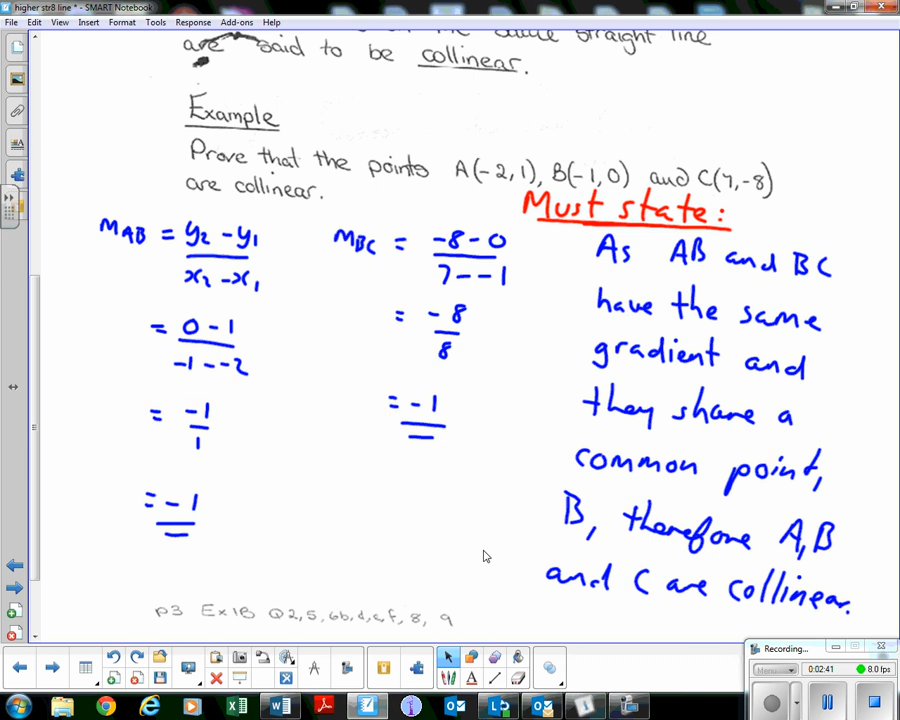 higher str8 line * - SMART Notebook
File Edit View Insert Format Tools Response Add-ons Help
straight line
are said to be collinear.
Example
Prove that the points A(-2,1), B(-1,0) and C(7,-8)
are collinear.
Must state:
mAB = y2 - y1
x2 - x1
= 0 - 1
-1 - -2
= -1
1
= -1
mBC = -8 - 0
7 - -1
= -8
8
= -1
As AB and BC
have the same
gradient and
they share a
common point,
B, therefore A, B
and C are collinear.
p3 Ex1B Q2, 5, 6b,d,e,f, 8, 9
Recording...
Menu
0:02:41 8.0 fps